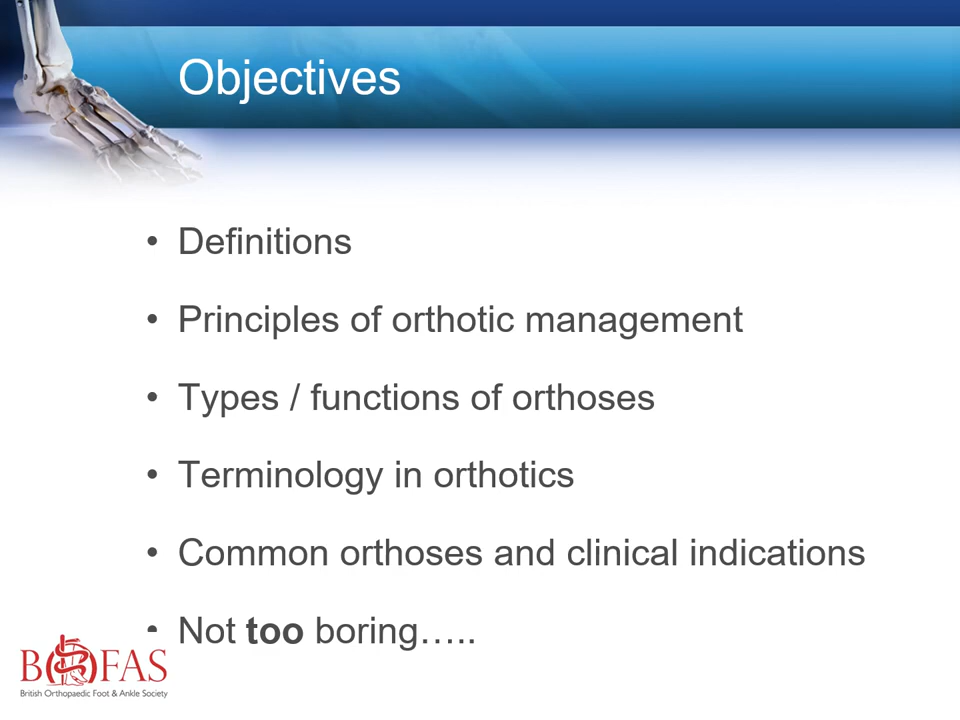 Objectives
• Definitions
• Principles of orthotic management
• Types / functions of orthoses
• Terminology in orthotics
• Common orthoses and clinical indications
• Not too boring…..
BOFAS
British Orthopaedic Foot & Ankle Society